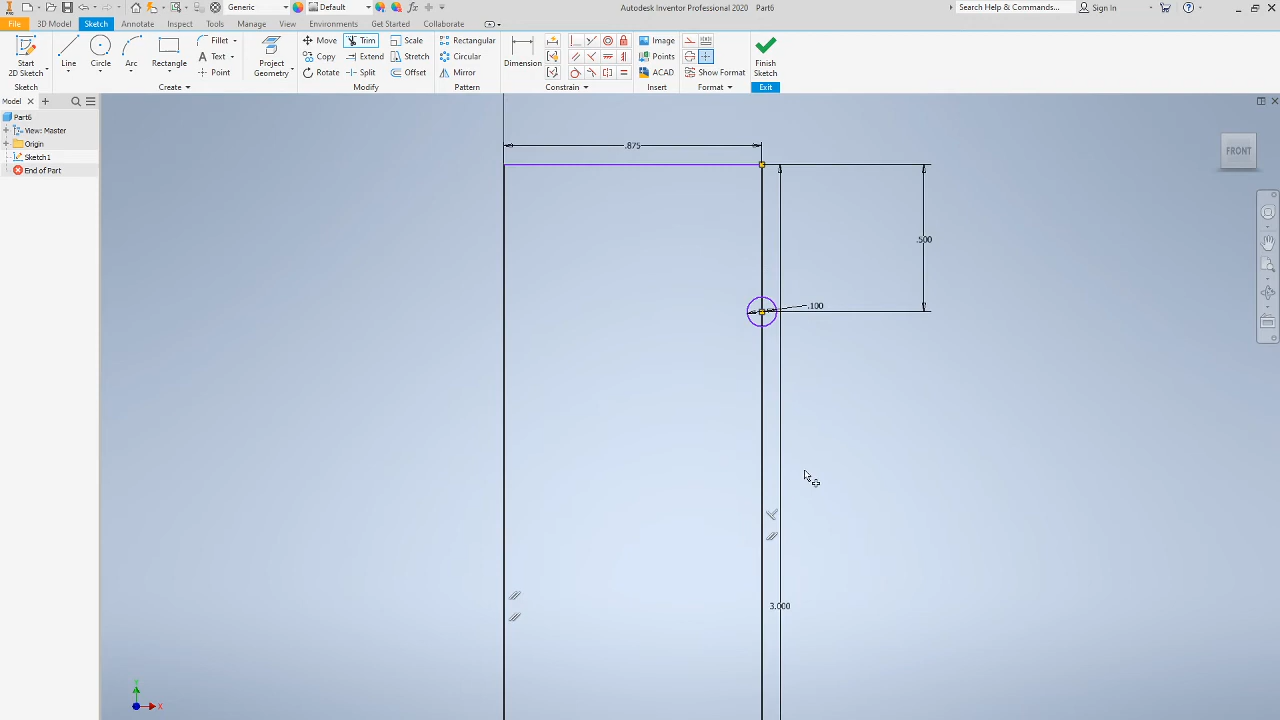 Generic
Default
Autodesk Inventor Professional 2020 Part6
Search Help & Commands...
Sign In
File
3D Model
Sketch
Annotate
Inspect
Tools
Manage
View
Environments
Get Started
Collaborate
Start
2D Sketch
Line
Circle
Arc
Rectangle
Fillet
Text
Point
Project
Geometry
Move
Copy
Rotate
Trim
Extend
Split
Scale
Stretch
Offset
Rectangular
Circular
Mirror
Dimension
Image
Points
ACAD
Show Format
Finish
Sketch
Sketch
Create
Modify
Pattern
Constrain
Insert
Format
Exit
Model
Part6
View: Master
Origin
Sketch1
End of Part
.875
.500
.100
3.000
FRONT
Y
X